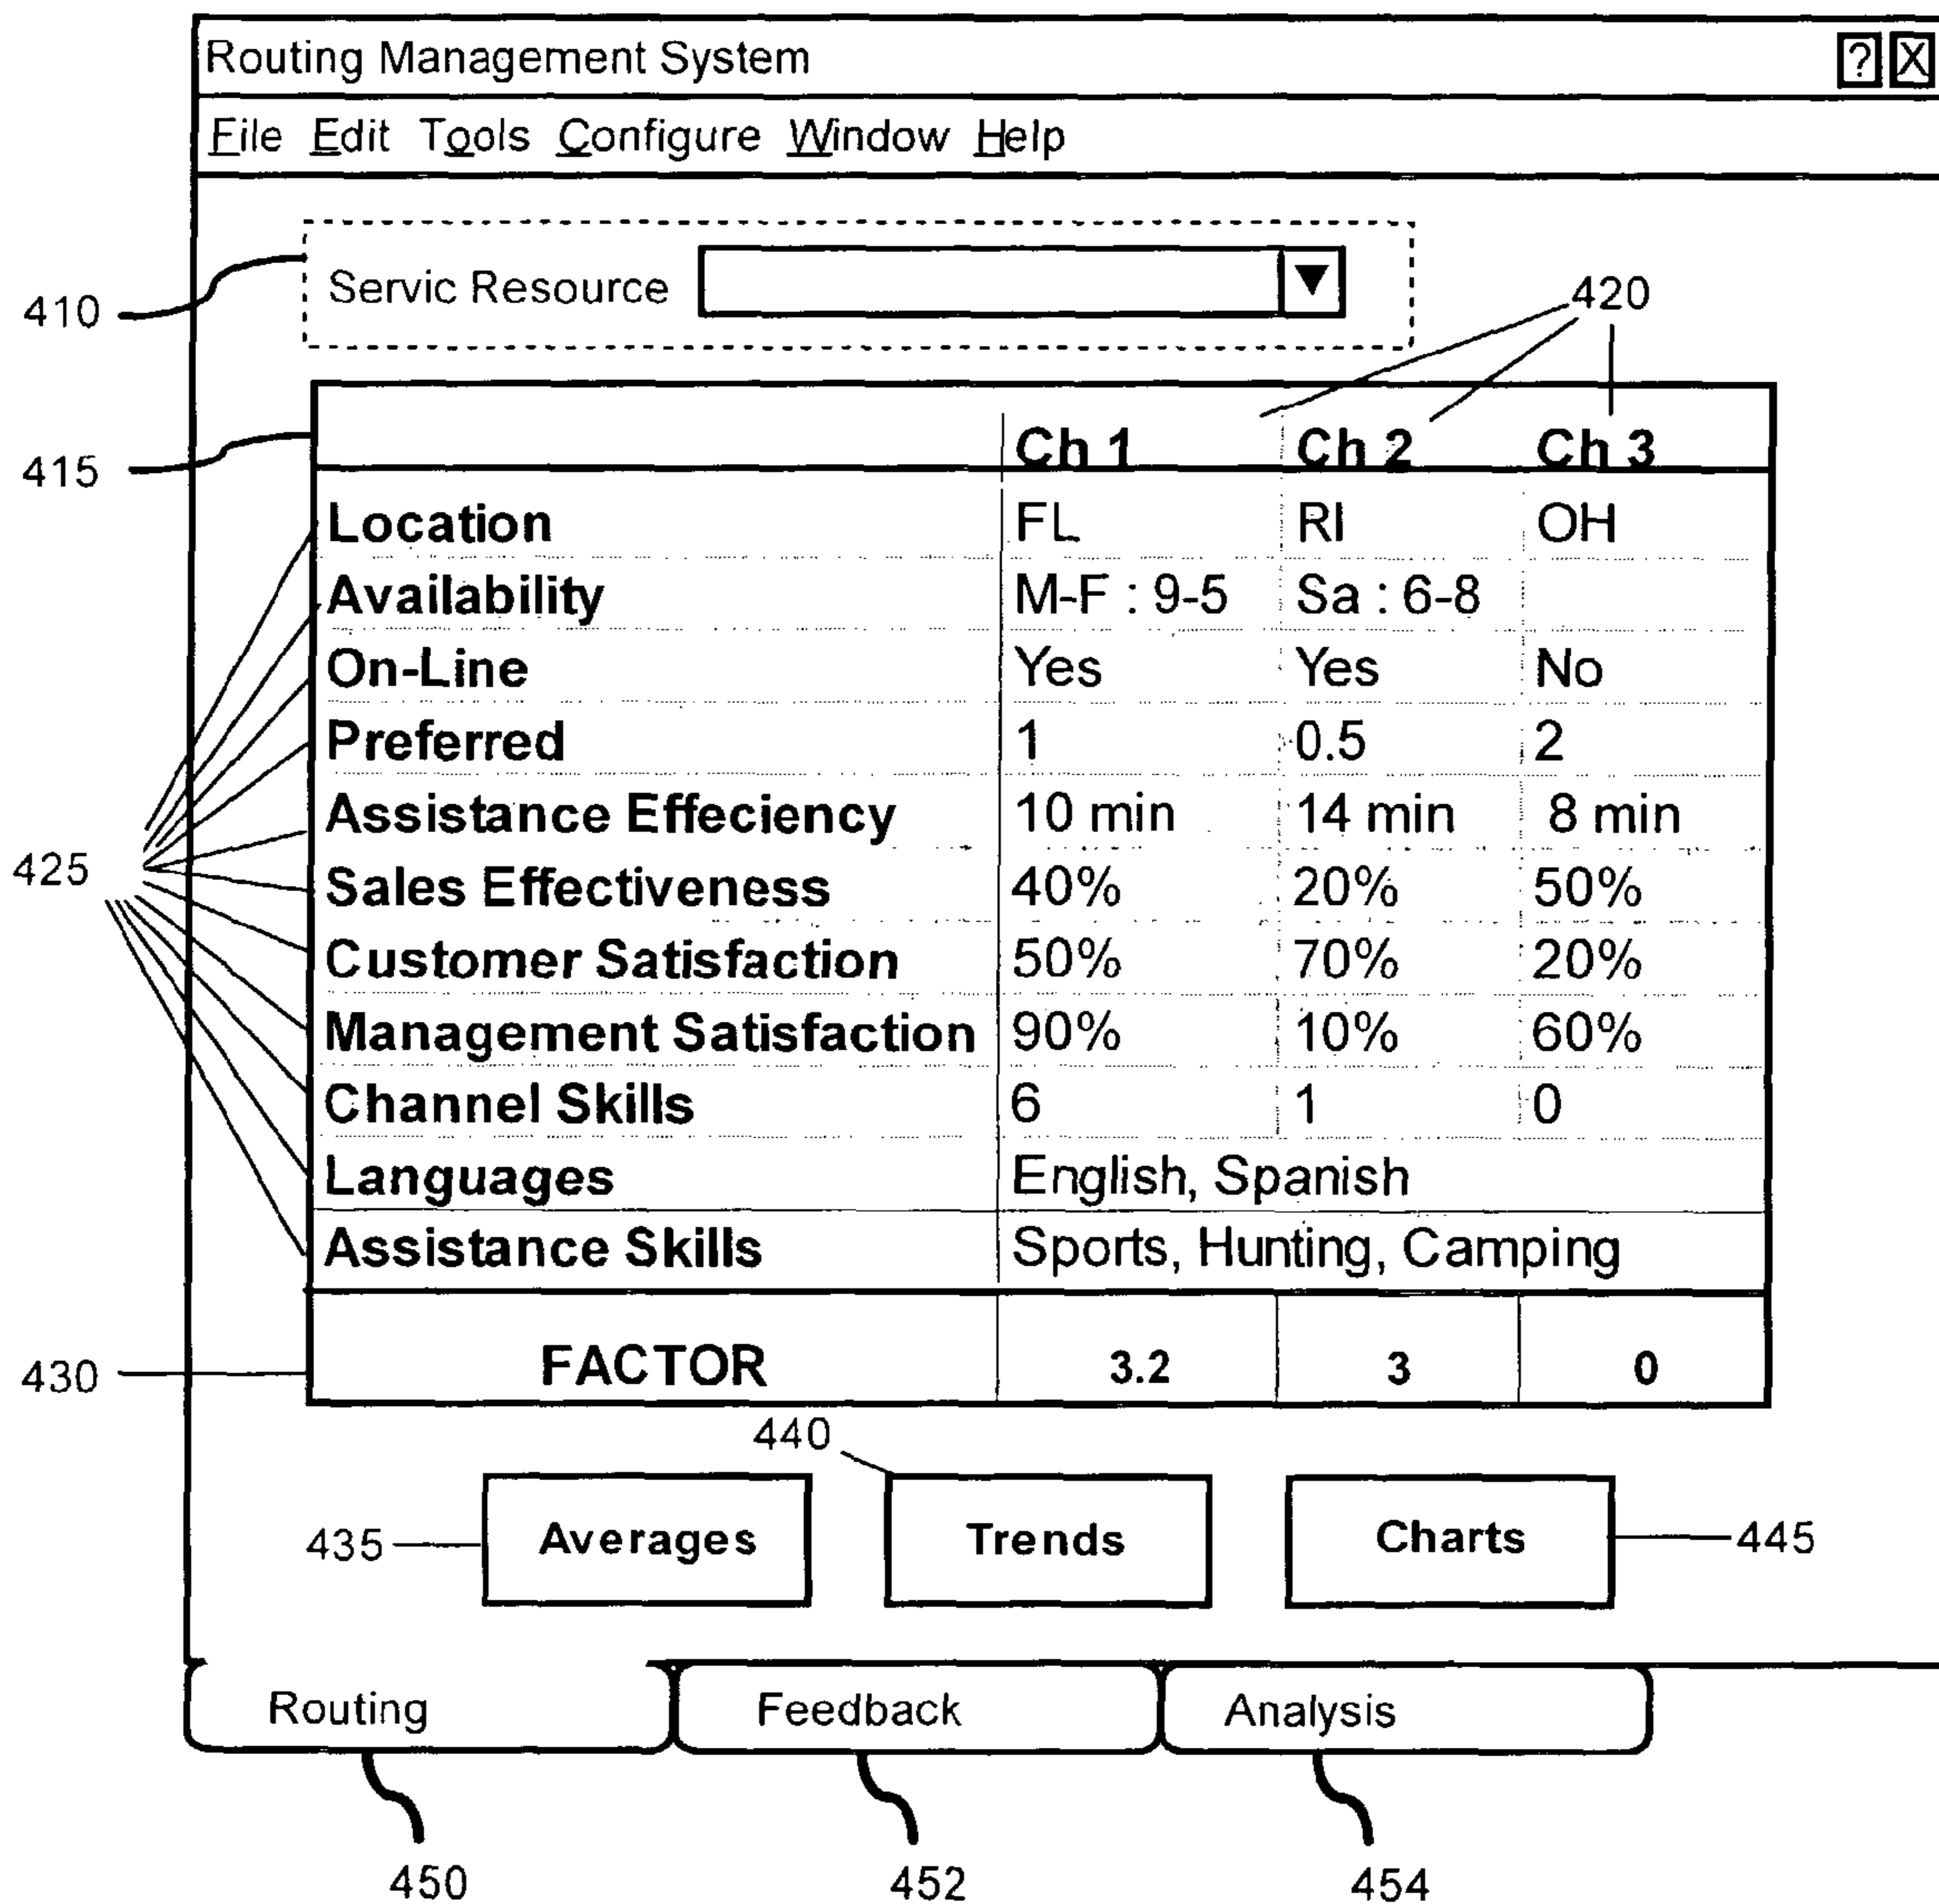 Routing Management System ? X
File Edit Tools Configure Window Help
410 Servic Resource
420
415 Ch 1 Ch 2 Ch 3
Location FL RI OH
Availability M-F : 9-5 Sa : 6-8
On-Line Yes Yes No
Preferred 1 0.5 2
Assistance Effeciency 10 min 14 min 8 min
425 Sales Effectiveness 40% 20% 50%
Customer Satisfaction 50% 70% 20%
Management Satisfaction 90% 10% 60%
Channel Skills 6 1 0
Languages English, Spanish
Assistance Skills Sports, Hunting, Camping
430 FACTOR 3.2 3 0
440
435 Averages Trends Charts 445
Routing Feedback Analysis
450 452 454